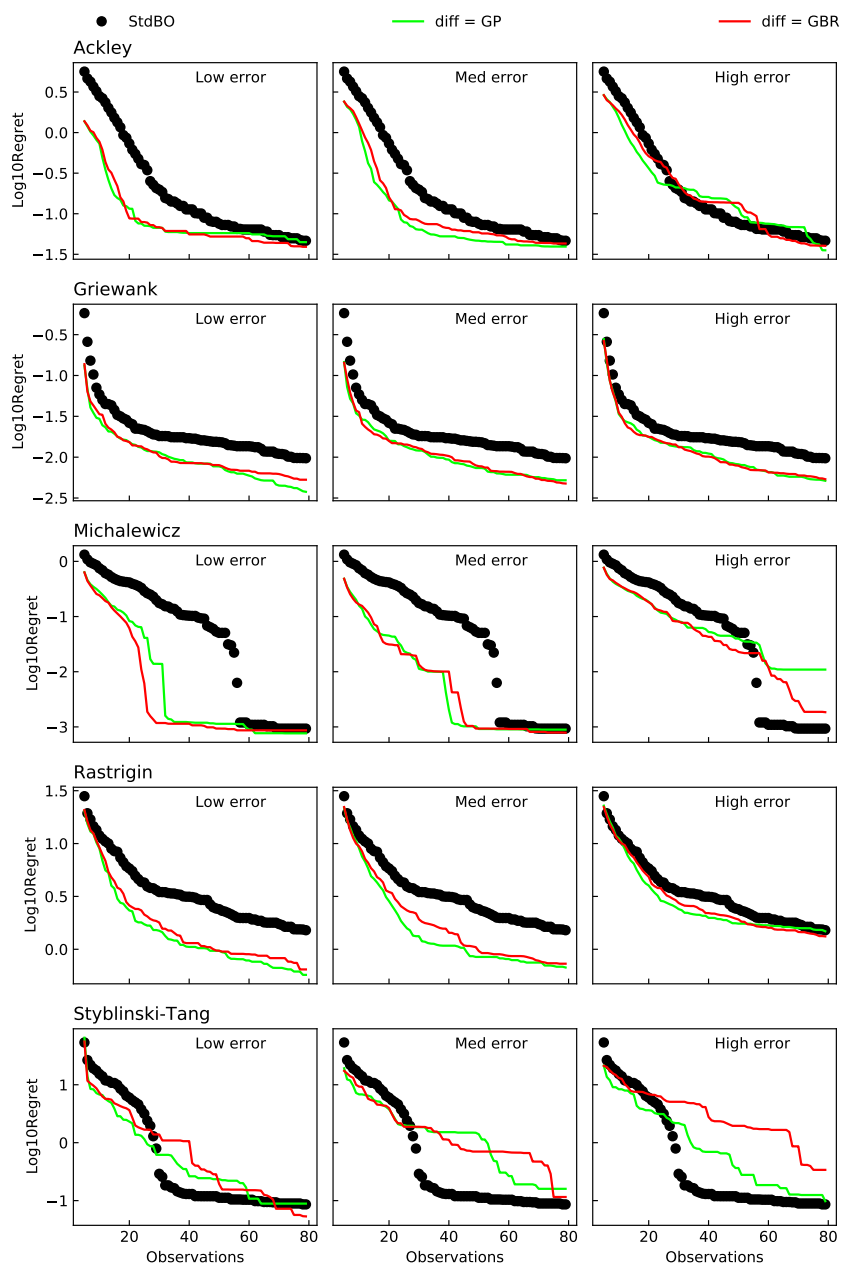 StdBO diff = GP diff = GBR
Ackley
Low error Med error High error
Log10Regret
0.5
0.0
−0.5
−1.0
−1.5
Griewank
Low error Med error High error
Log10Regret
−0.5
−1.0
−1.5
−2.0
−2.5
Michalewicz
Low error Med error High error
Log10Regret
0
−1
−2
−3
Rastrigin
Low error Med error High error
Log10Regret
1.5
1.0
0.5
0.0
Styblinski-Tang
Low error Med error High error
Log10Regret
1
0
−1
20 40 60 80 20 40 60 80 20 40 60 80
Observations Observations Observations